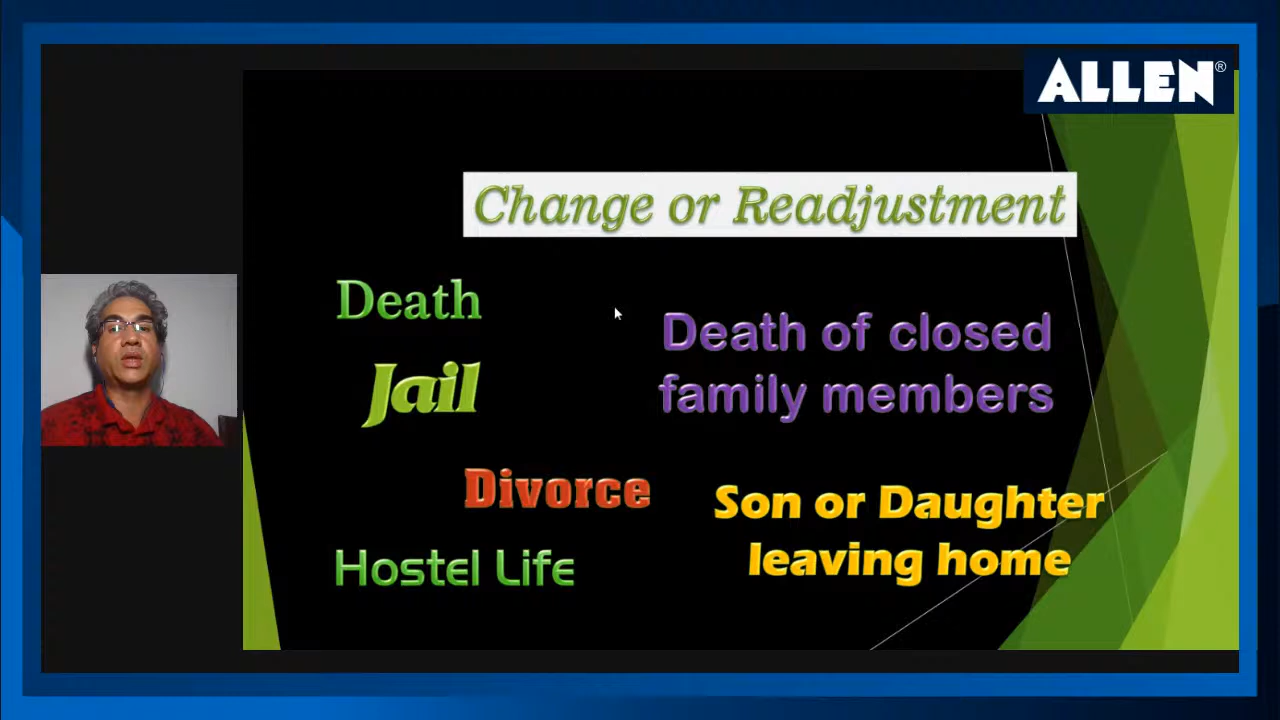 ALLEN®
Change or Readjustment
Death
Death of closed
family members
Jail
Divorce
Son or Daughter
leaving home
Hostel Life